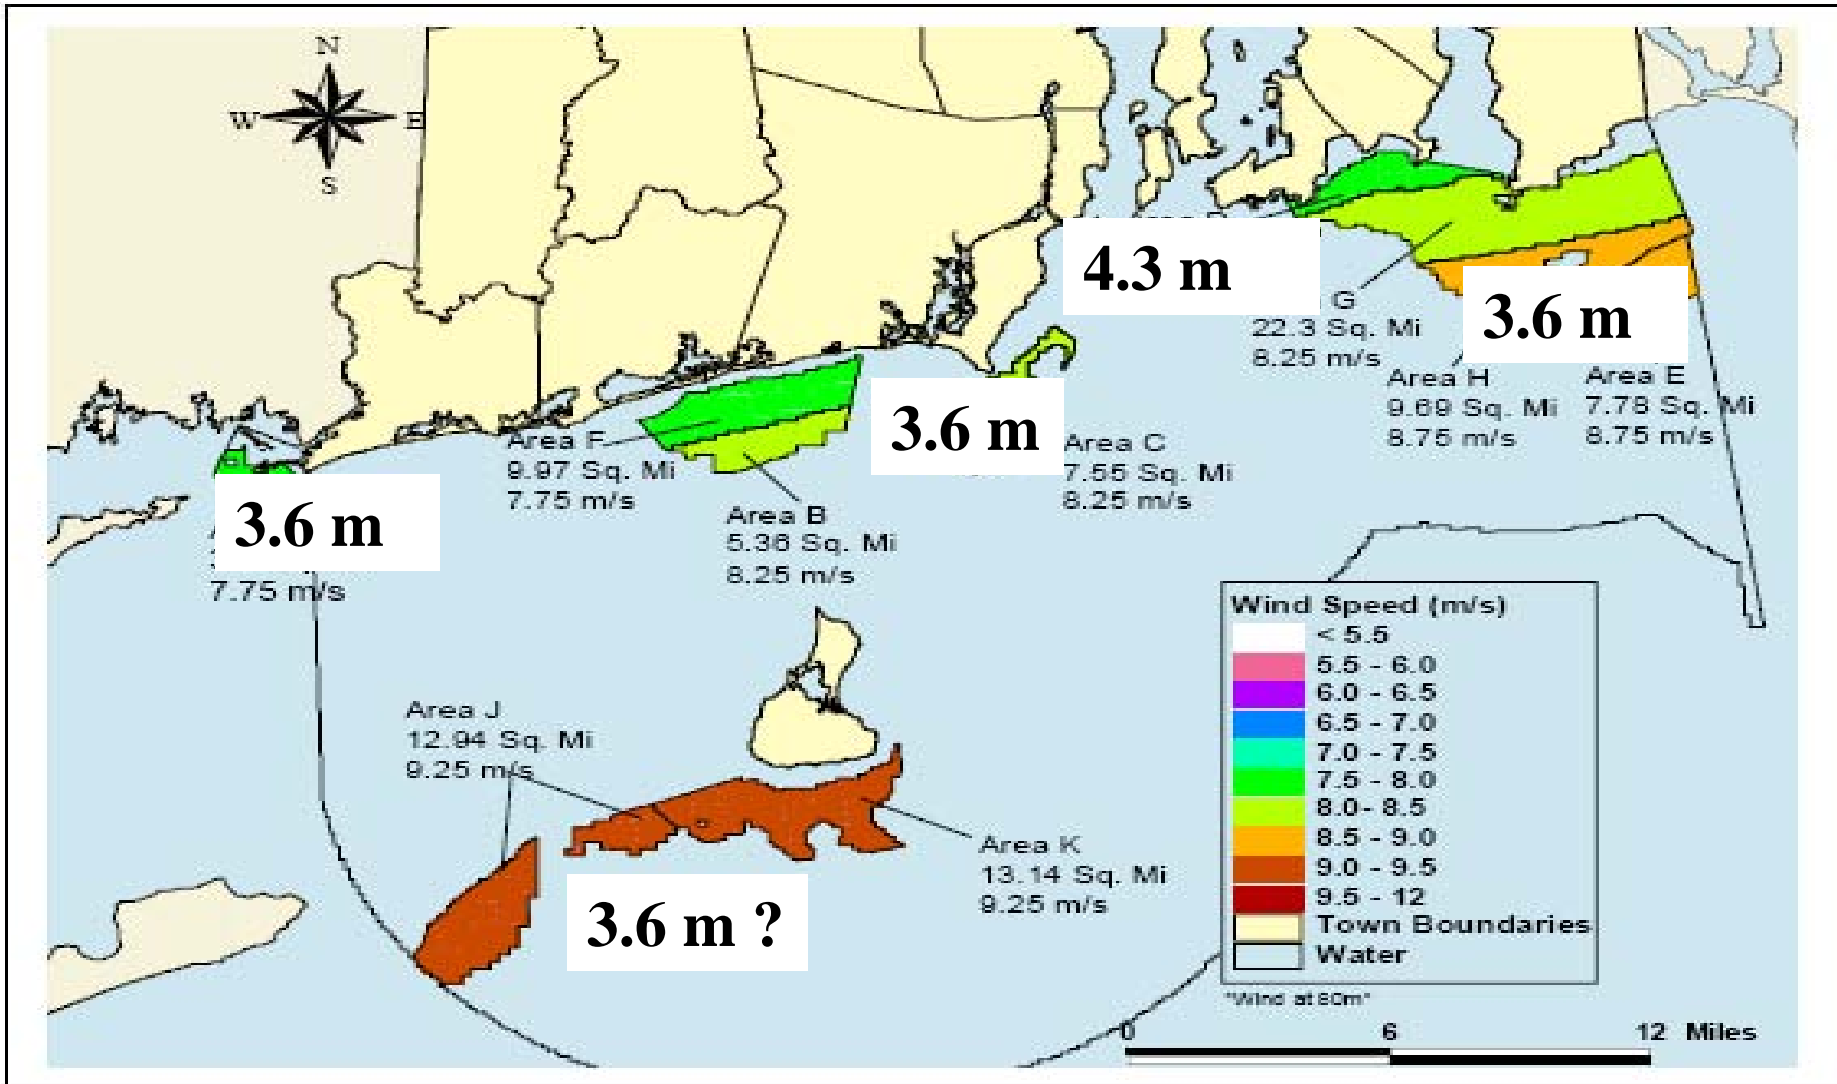 N
W E
S
4.3 m
G
22.3 Sq. Mi
8.25 m/s
3.6 m
Area H
9.69 Sq. Mi
8.75 m/s
Area E
7.78 Sq. Mi
8.75 m/s
Area F
9.97 Sq. Mi
7.75 m/s
3.6 m
Area C
7.55 Sq. Mi
8.25 m/s
3.6 m
7.75 m/s
Area B
5.36 Sq. Mi
8.25 m/s
Area J
12.94 Sq. Mi
9.25 m/s
Area K
13.14 Sq. Mi
9.25 m/s
3.6 m ?
Wind Speed (m/s)
< 5.5
5.5 - 6.0
6.0 - 6.5
6.5 - 7.0
7.0 - 7.5
7.5 - 8.0
8.0- 8.5
8.5 - 9.0
9.0 - 9.5
9.5 - 12
Town Boundaries
Water
"Wind at 80m"
0 6 12 Miles